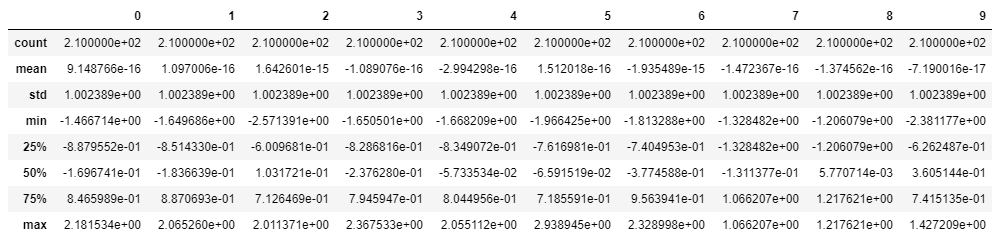 0 1 2 3 4 5 6 7 8 9
count 2.100000e+02 2.100000e+02 2.100000e+02 2.100000e+02 2.100000e+02 2.100000e+02 2.100000e+02 2.100000e+02 2.100000e+02 2.100000e+02
mean 9.148766e-16 1.097006e-16 1.642601e-15 -1.089076e-16 -2.994298e-16 1.512018e-16 -1.935489e-15 -1.472367e-16 -1.374562e-16 -7.190016e-17
std 1.002389e+00 1.002389e+00 1.002389e+00 1.002389e+00 1.002389e+00 1.002389e+00 1.002389e+00 1.002389e+00 1.002389e+00 1.002389e+00
min -1.466714e+00 -1.649686e+00 -2.571391e+00 -1.650501e+00 -1.668209e+00 -1.966425e+00 -1.813288e+00 -1.328482e+00 -1.206079e+00 -2.381177e+00
25% -8.879552e-01 -8.514330e-01 -6.009681e-01 -8.286816e-01 -8.349072e-01 -7.616981e-01 -7.404953e-01 -1.328482e+00 -1.206079e+00 -6.262487e-01
50% -1.696741e-01 -1.836639e-01 1.031721e-01 -2.376280e-01 -5.733534e-02 -6.591519e-02 -3.774588e-01 -1.311377e-01 5.770714e-03 3.605144e-01
75% 8.465989e-01 8.870693e-01 7.126469e-01 7.945947e-01 8.044956e-01 7.185591e-01 9.563941e-01 1.066207e+00 1.217621e+00 7.415135e-01
max 2.181534e+00 2.065260e+00 2.011371e+00 2.367533e+00 2.055112e+00 2.938945e+00 2.328998e+00 1.066207e+00 1.217621e+00 1.427209e+00